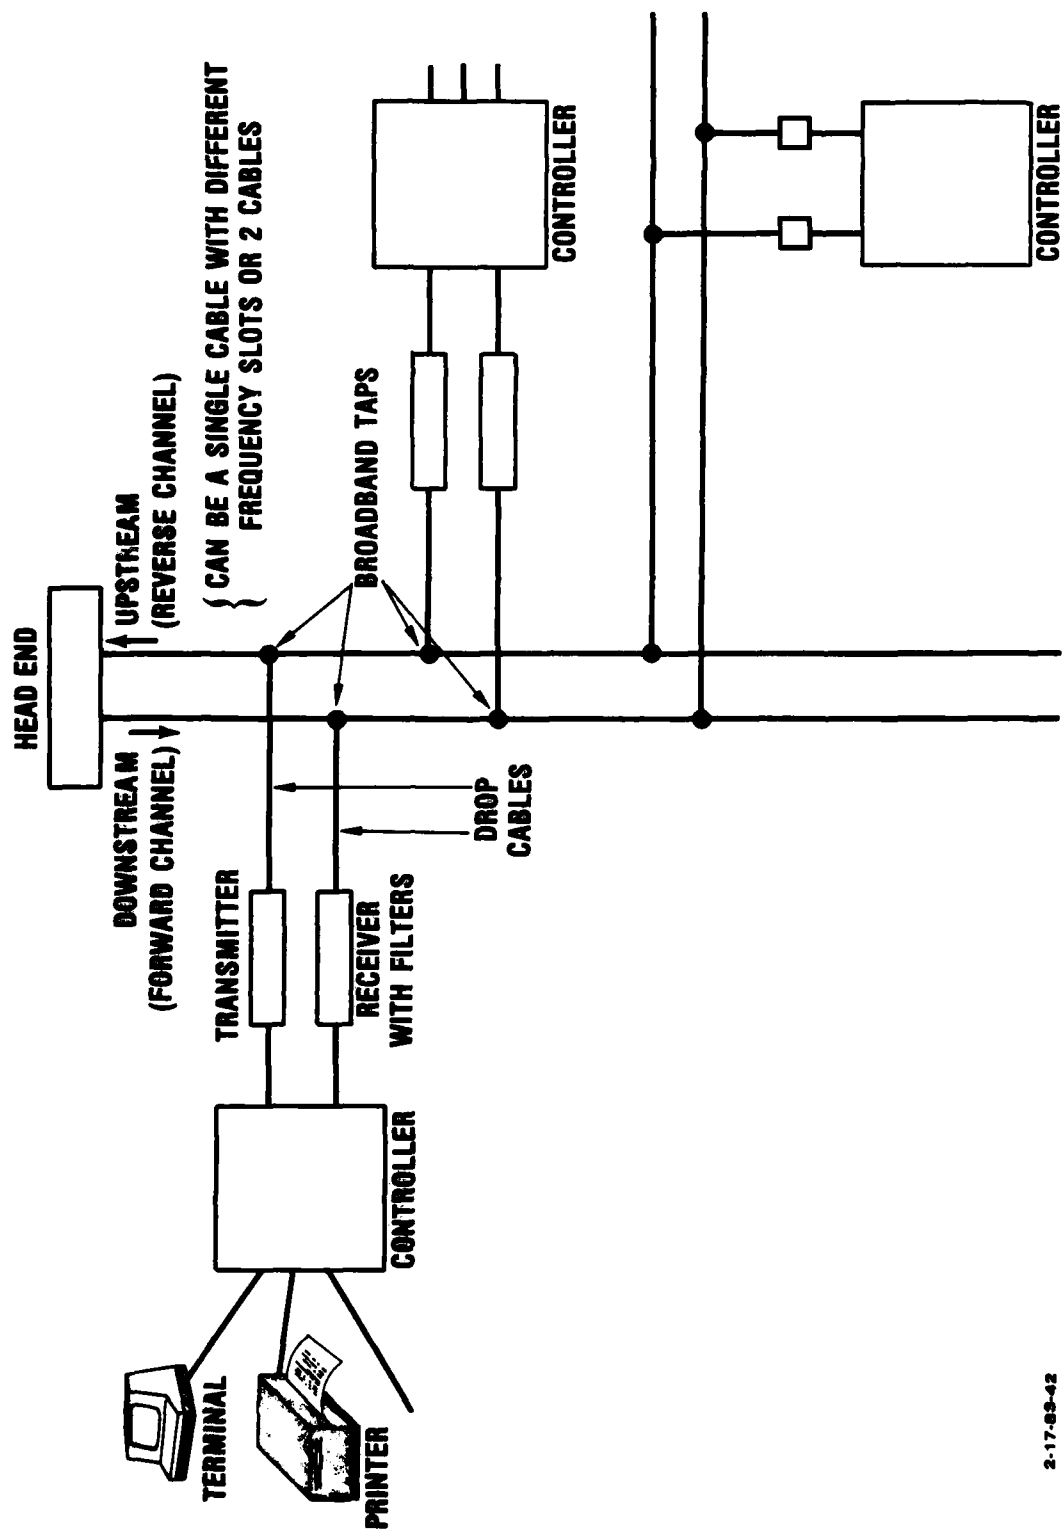 HEAD END
DOWNSTREAM
(FORWARD CHANNEL)
UPSTREAM
(REVERSE CHANNEL)
{ CAN BE A SINGLE CABLE WITH DIFFERENT
FREQUENCY SLOTS OR 2 CABLES
TERMINAL
PRINTER
CONTROLLER
TRANSMITTER
RECEIVER
WITH FILTERS
DROP
CABLES
BROADBAND TAPS
CONTROLLER
CONTROLLER
2-17-83-42